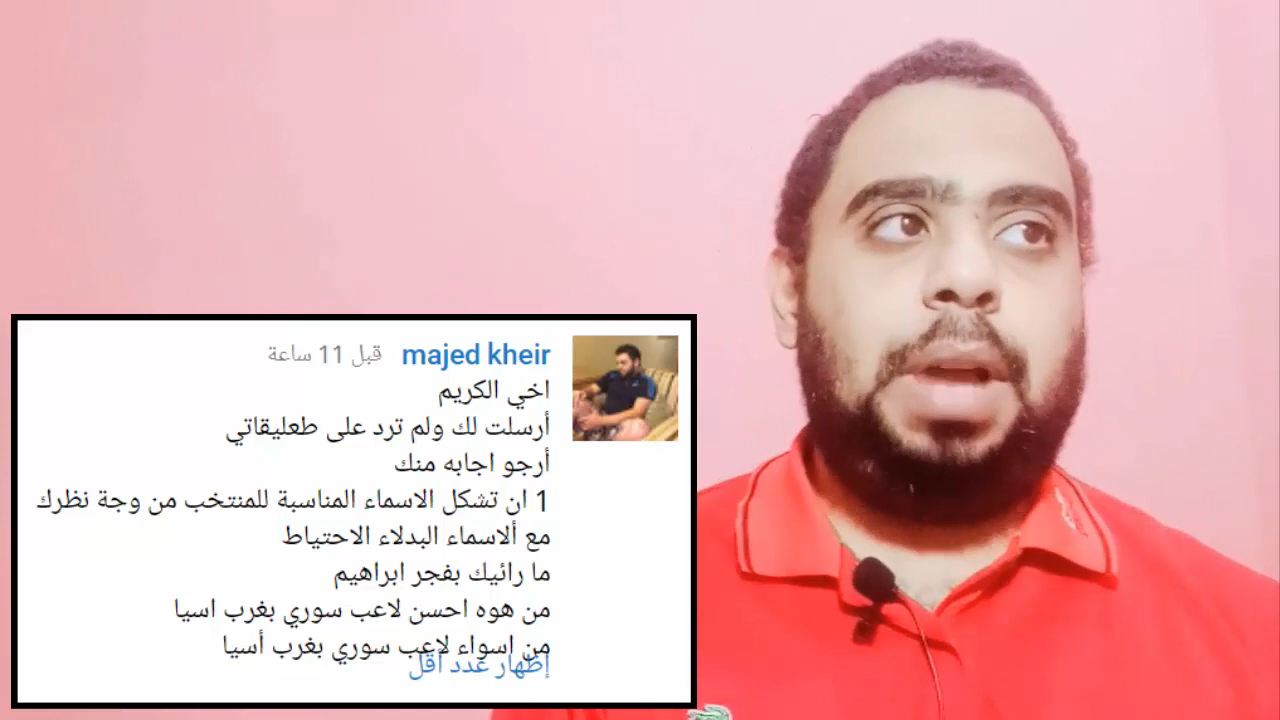 majed kheir قبل 11 ساعة
اخي الكريم
أرسلت لك ولم ترد على طعليقاتي
أرجو اجابه منك
1 ان تشكل الاسماء المناسبة للمنتخب من وجة نظرك
مع ألاسماء البدلاء الاحتياط
ما رائيك بفجر ابراهيم
من هوه احسن لاعب سوري بغرب اسيا
من اسواء لاعب سوري بغرب أسيا
إظهار عدد أقل